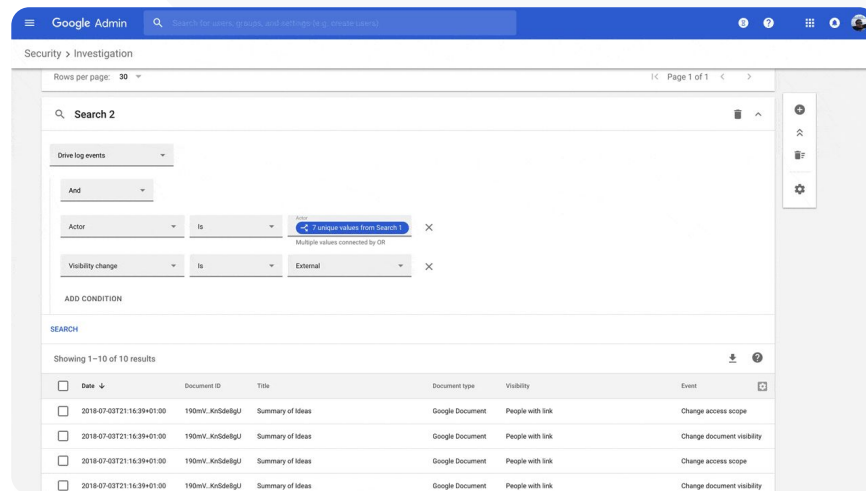 Google Admin Search for users, groups, and settings (e.g. create users) 8 ?
Security > Investigation
Rows per page: 30 Page 1 of 1
Search 2
Drive log events
And
Actor Is Actor 7 unique values from Search 1
Multiple values connected by OR
Visibility change Is External
ADD CONDITION
SEARCH
Showing 1–10 of 10 results ?
Date Document ID Title Document type Visibility Event
2018-07-03T21:16:39+01:00 190mV...KnSde8gU Summary of Ideas Google Document People with link Change access scope
2018-07-03T21:16:39+01:00 190mV...KnSde8gU Summary of Ideas Google Document People with link Change document visibility
2018-07-03T21:16:39+01:00 190mV...KnSde8gU Summary of Ideas Google Document People with link Change access scope
2018-07-03T21:16:39+01:00 190mV...KnSde8gU Summary of Ideas Google Document People with link Change document visibility